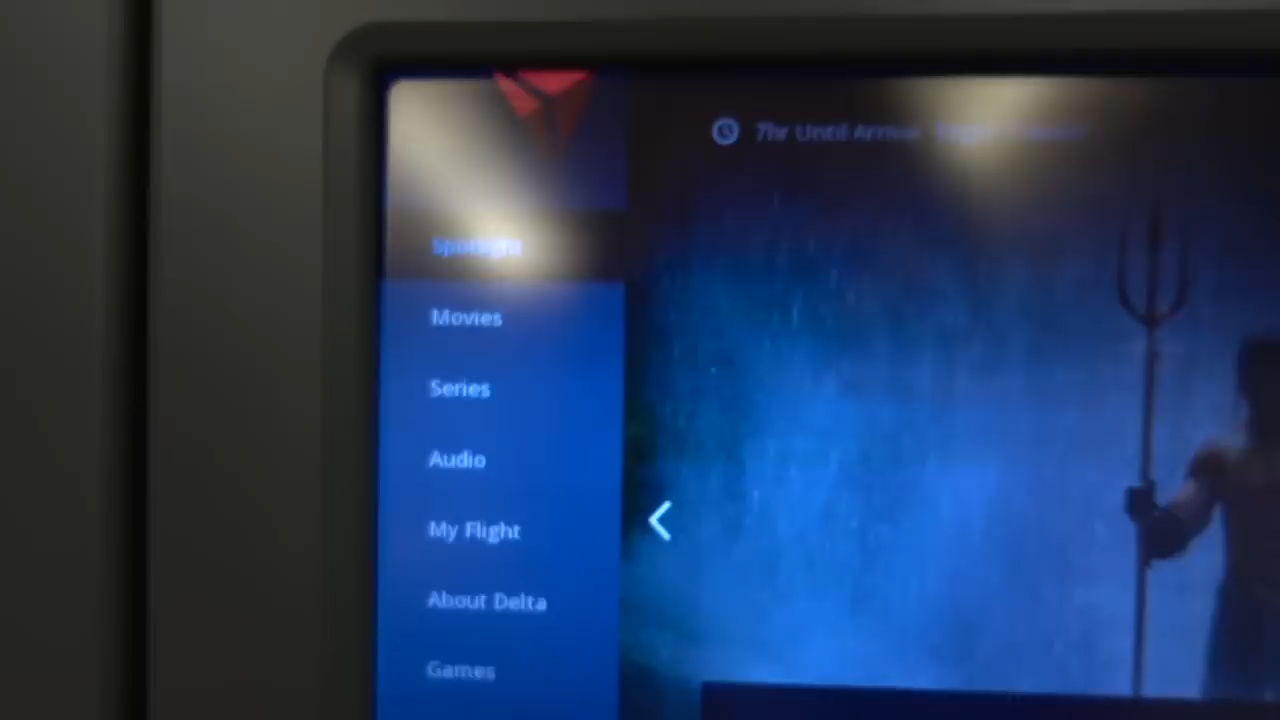 7hr Until Arrival
Spotlight
Movies
Series
Audio
My Flight
About Delta
Games